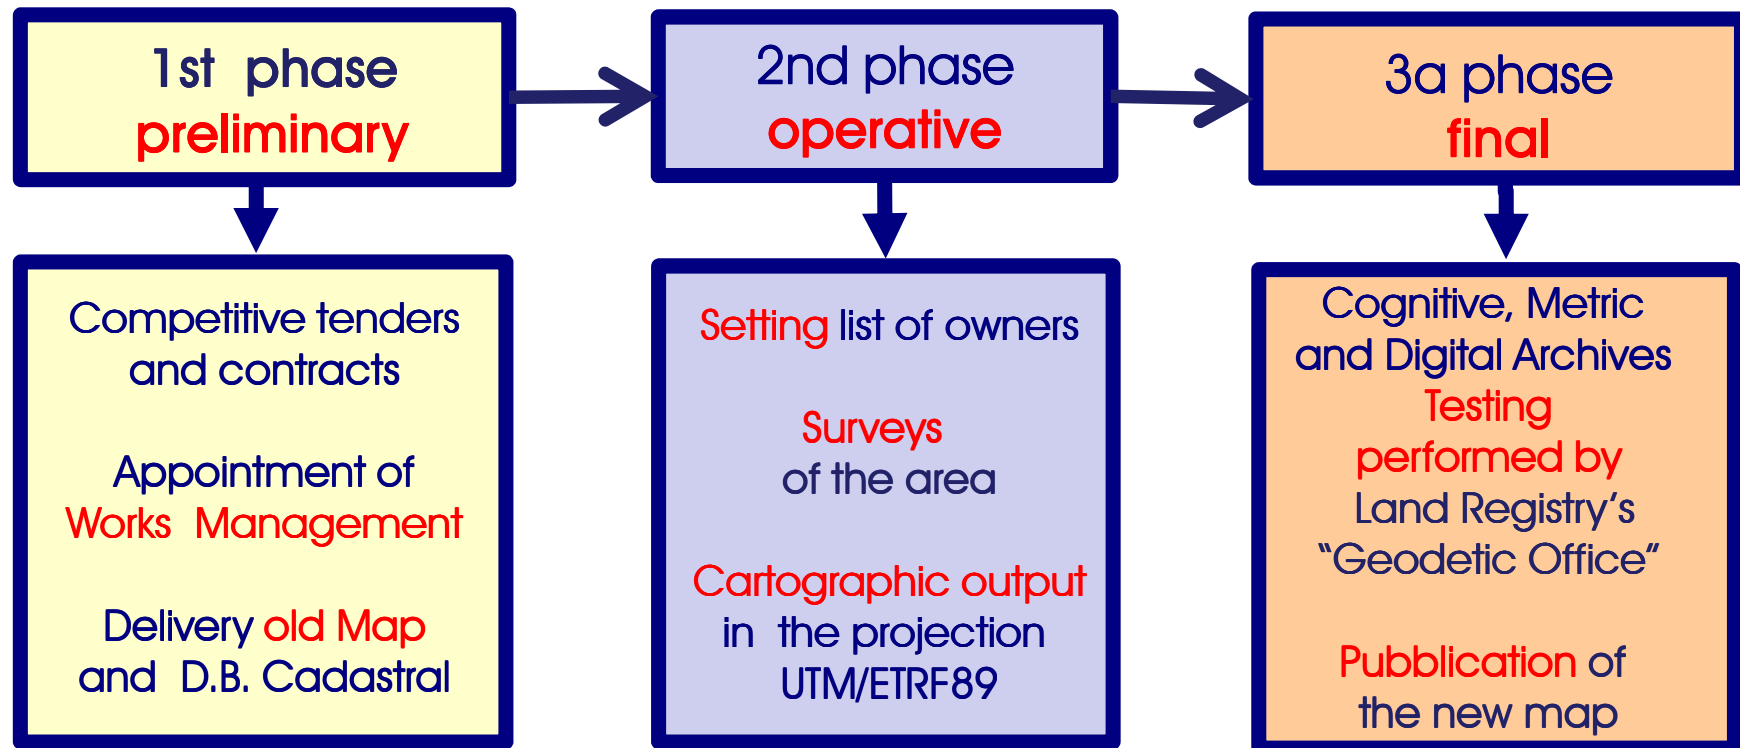 1st phase
preliminary
2nd phase
operative
3a phase
final
Competitive tenders
and contracts
Appointment of
Works Management
Delivery old Map
and D.B. Cadastral
Setting list of owners
Surveys
of the area
Cartographic output
in the projection
UTM/ETRF89
Cognitive, Metric
and Digital Archives
Testing
performed by
Land Registry's
"Geodetic Office"
Pubblication of
the new map